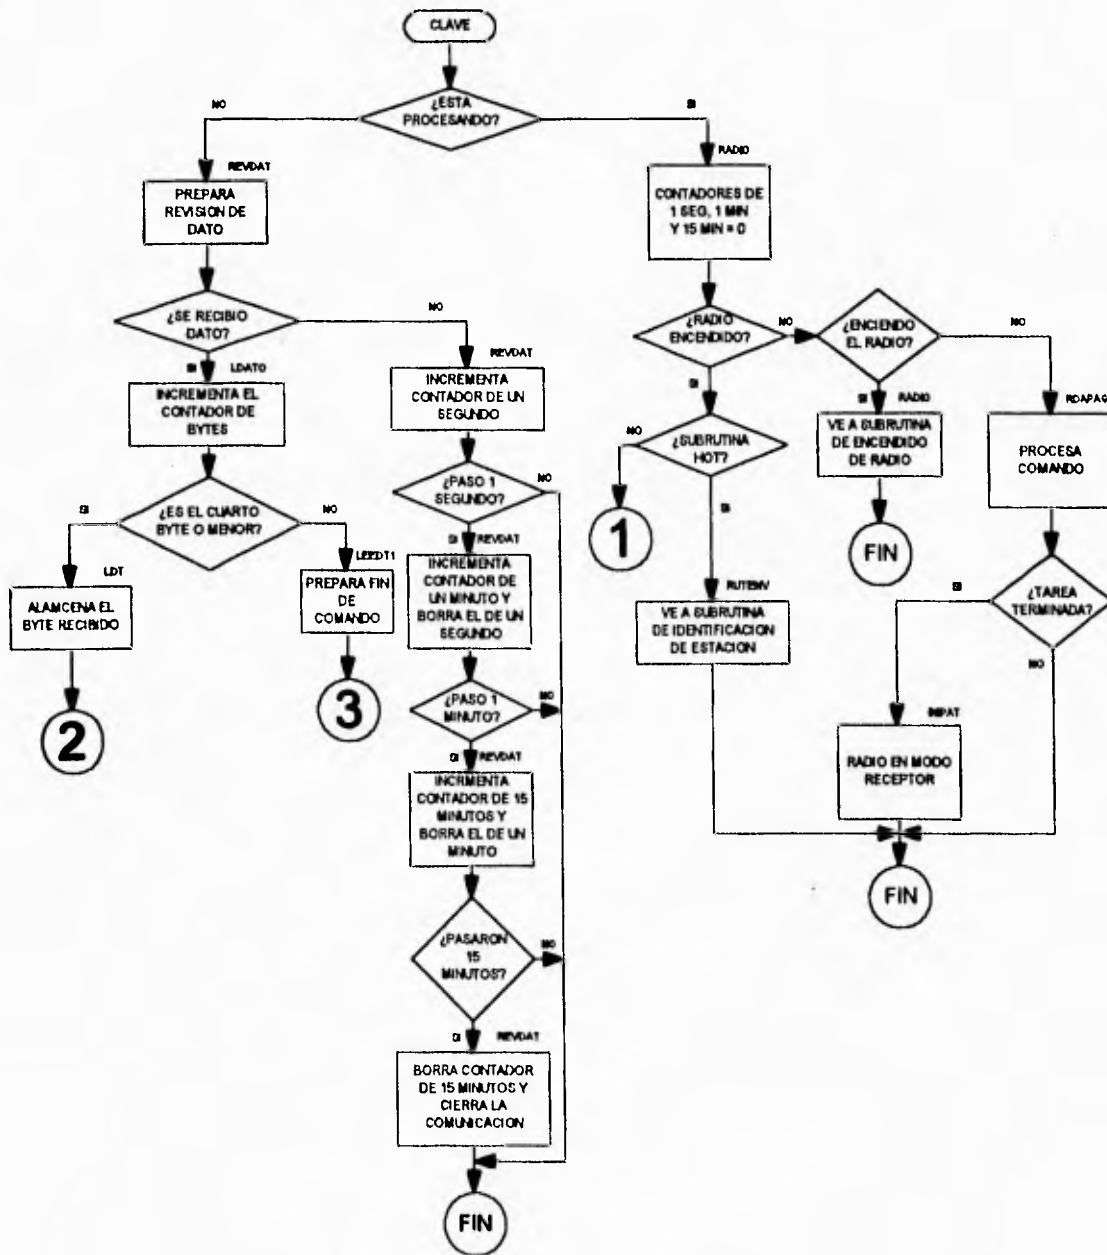 CLAVE
¿ESTA
PROCESANDO?
NO
SI
REVDAT
PREPARA
REVISION DE
DATO
RADIO
CONTADORES DE
1 SEG, 1 MIN
Y 15 MIN = 0
¿SE RECIBIO
DATO?
NO
SI
LDATO
INCREMENTA EL
CONTADOR DE
BYTES
¿ES EL CUARTO
BYTE O MENOR?
SI
NO
LDT
ALAMCENA EL
BYTE RECIBIDO
2
LEEDT1
PREPARA FIN
DE
COMANDO
3
REVDAT
INCREMENTA
CONTADOR DE UN
SEGUNDO
¿PASO 1
SEGUNDO?
NO
SI
REVDAT
INCREMENTA
CONTADOR DE
UN MINUTO Y
BORRA EL DE UN
SEGUNDO
¿PASO 1
MINUTO?
NO
SI
REVDAT
INCRMENTA
CONTADOR DE 15
MINUTOS Y
BORRA EL DE UN
MINUTO
¿PASARON
15
MINUTOS?
NO
SI
REVDAT
BORRA CONTADOR
DE 15 MINUTOS Y
CIERRA LA
COMUNICACION
FIN
¿RADIO
ENCENDIDO?
NO
SI
¿SUBRUTINA
HOT?
NO
1
SI
RUTENV
VE A SUBRUTINA
DE IDENTIFICACION
DE ESTACION
¿ENCIENDO
EL RADIO?
NO
SI
RADIO
VE A SUBRUTINA
DE ENCENDIDO
DE RADIO
FIN
RDAPAG
PROCESA
COMANDO
¿TAREA
TERMINADA?
SI
NO
RADIO EN MODO
RECEPTOR
FIN